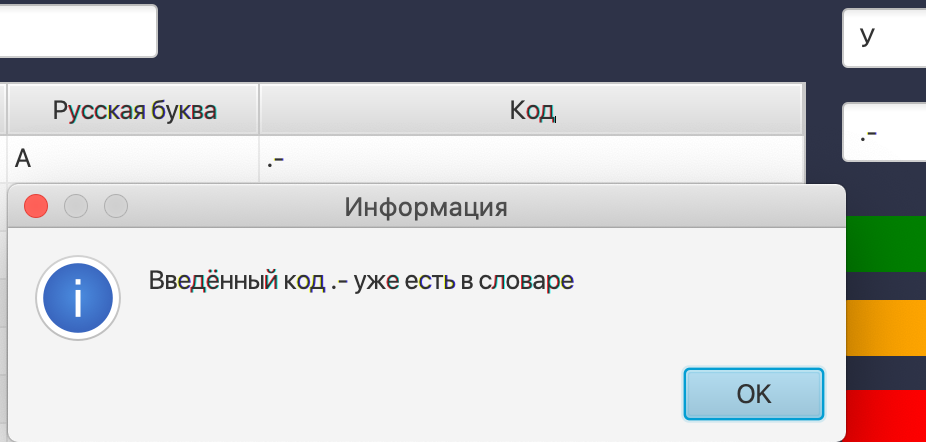 У
Русская буква
Код
.-
А
.-
Информация
Введённый код .- уже есть в словаре
OK